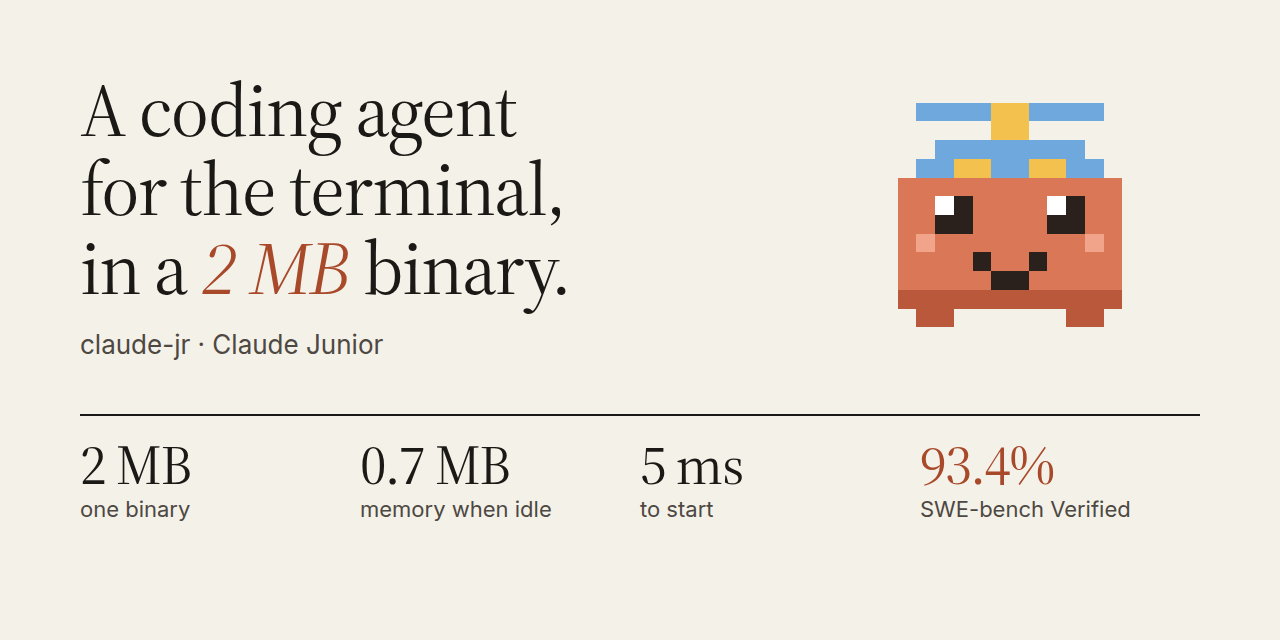 A coding agent
for the terminal,
in a 2 MB binary.
claude-jr · Claude Junior
2 MB
one binary
0.7 MB
memory when idle
5 ms
to start
93.4%
SWE-bench Verified